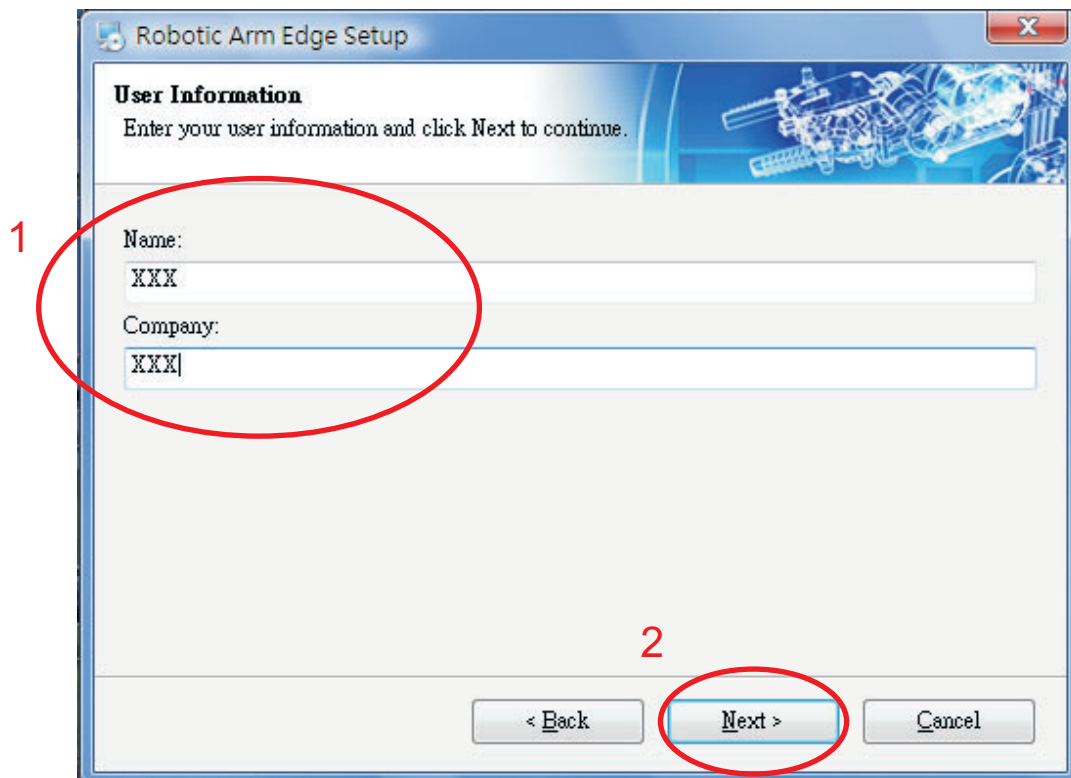 Robotic Arm Edge Setup
X
User Information
Enter your user information and click Next to continue.
1
Name:
XXX
Company:
XXX
2
< Back
Next >
Cancel